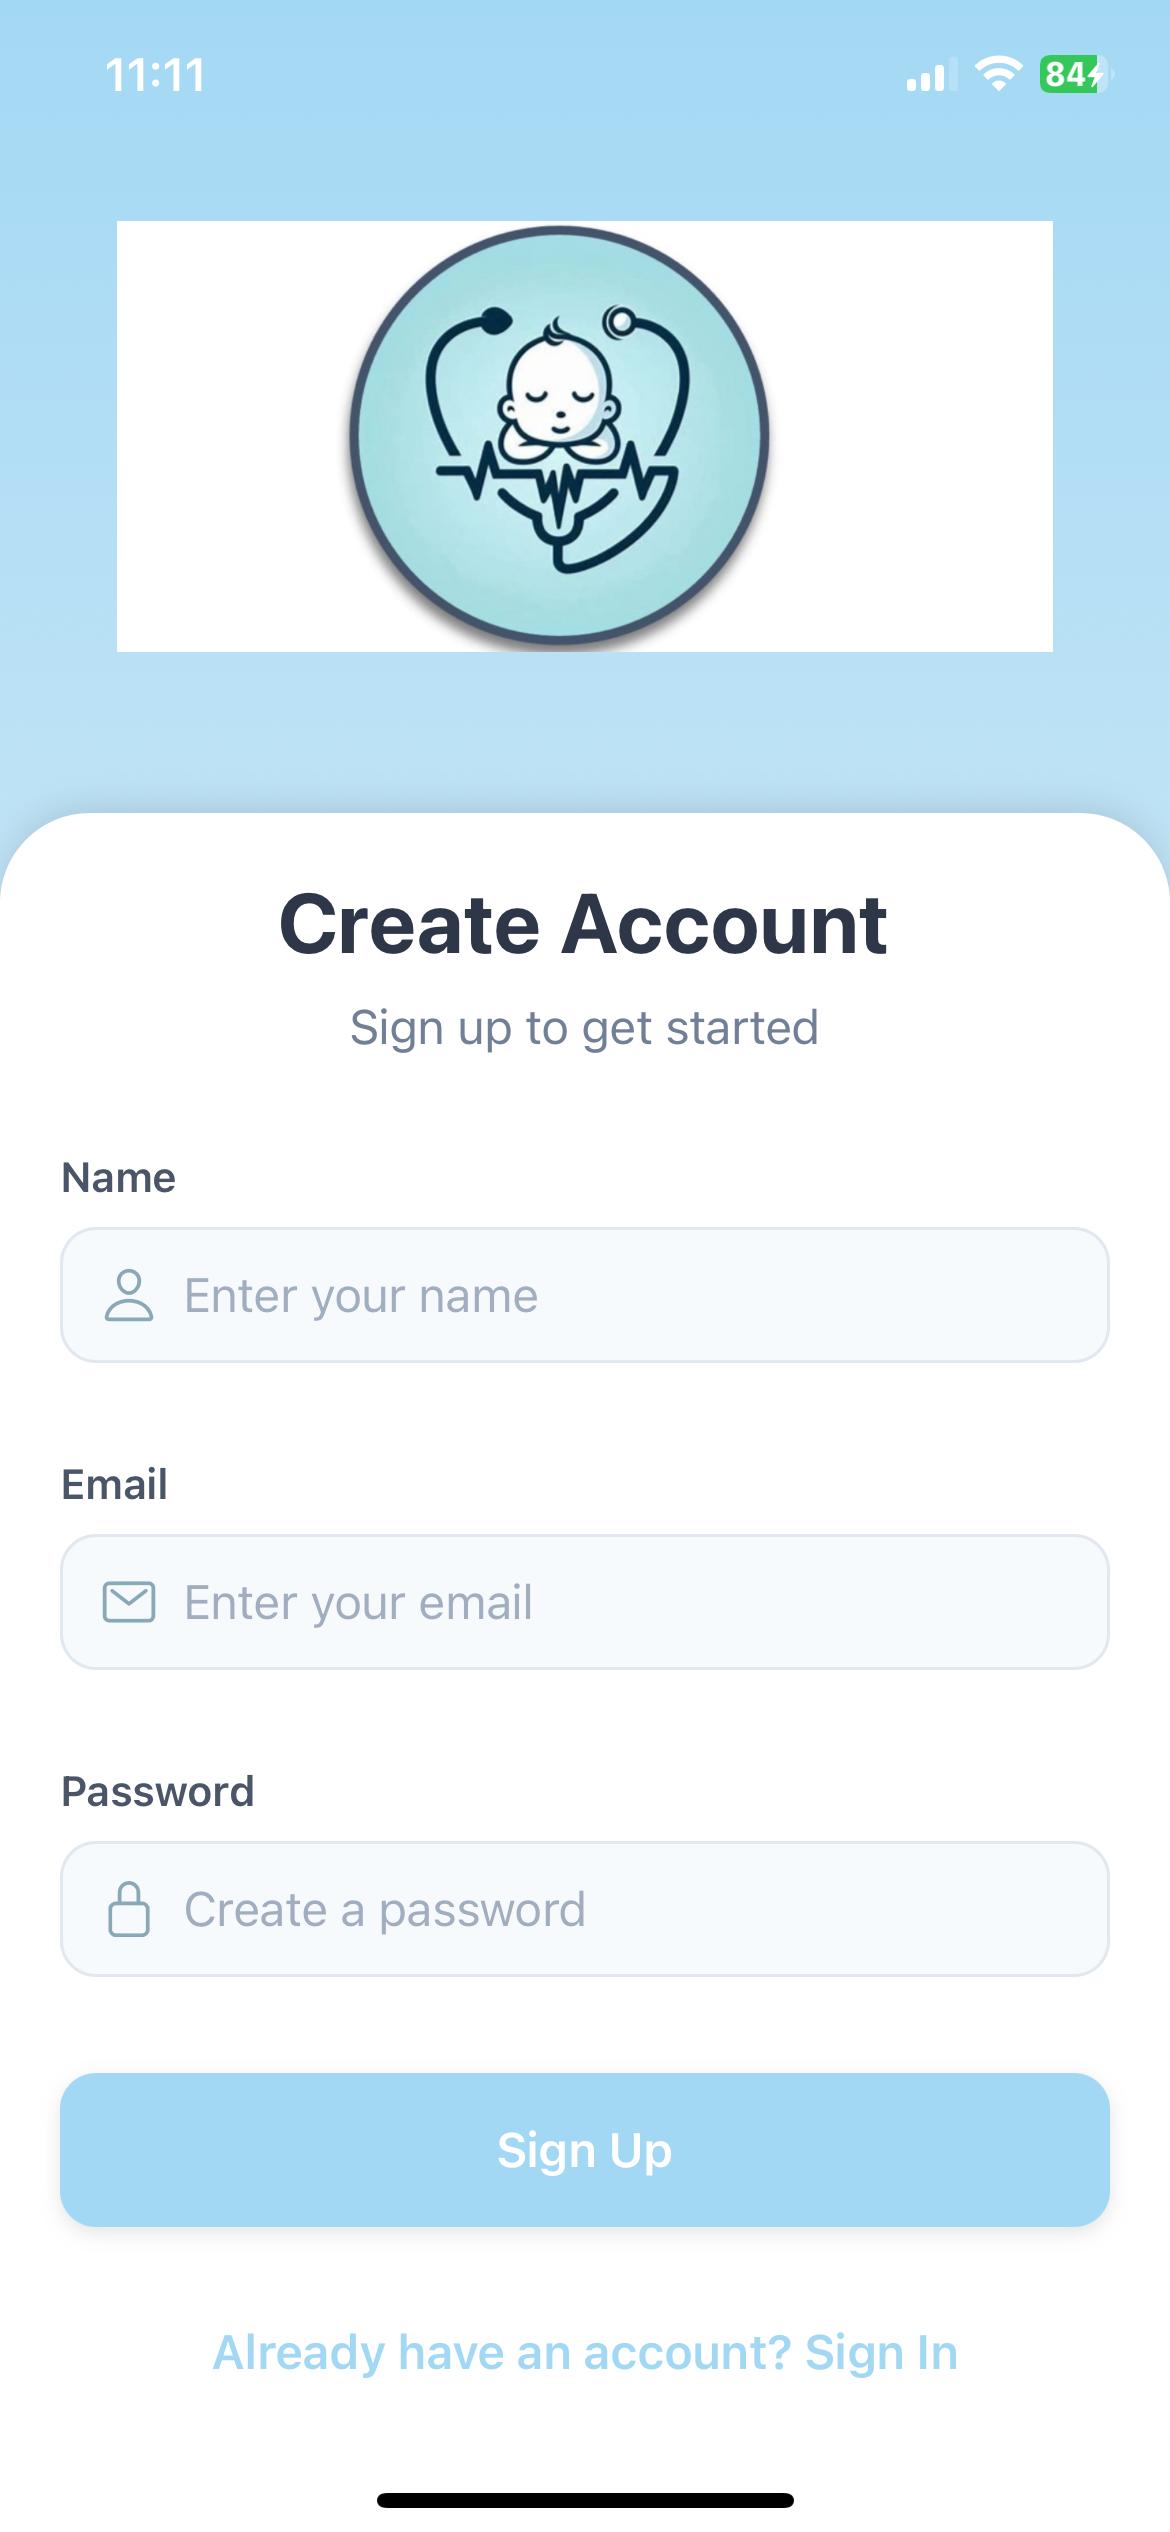 11:11
84
Create Account
Sign up to get started
Name
Enter your name
Email
Enter your email
Password
Create a password
Sign Up
Already have an account? Sign In